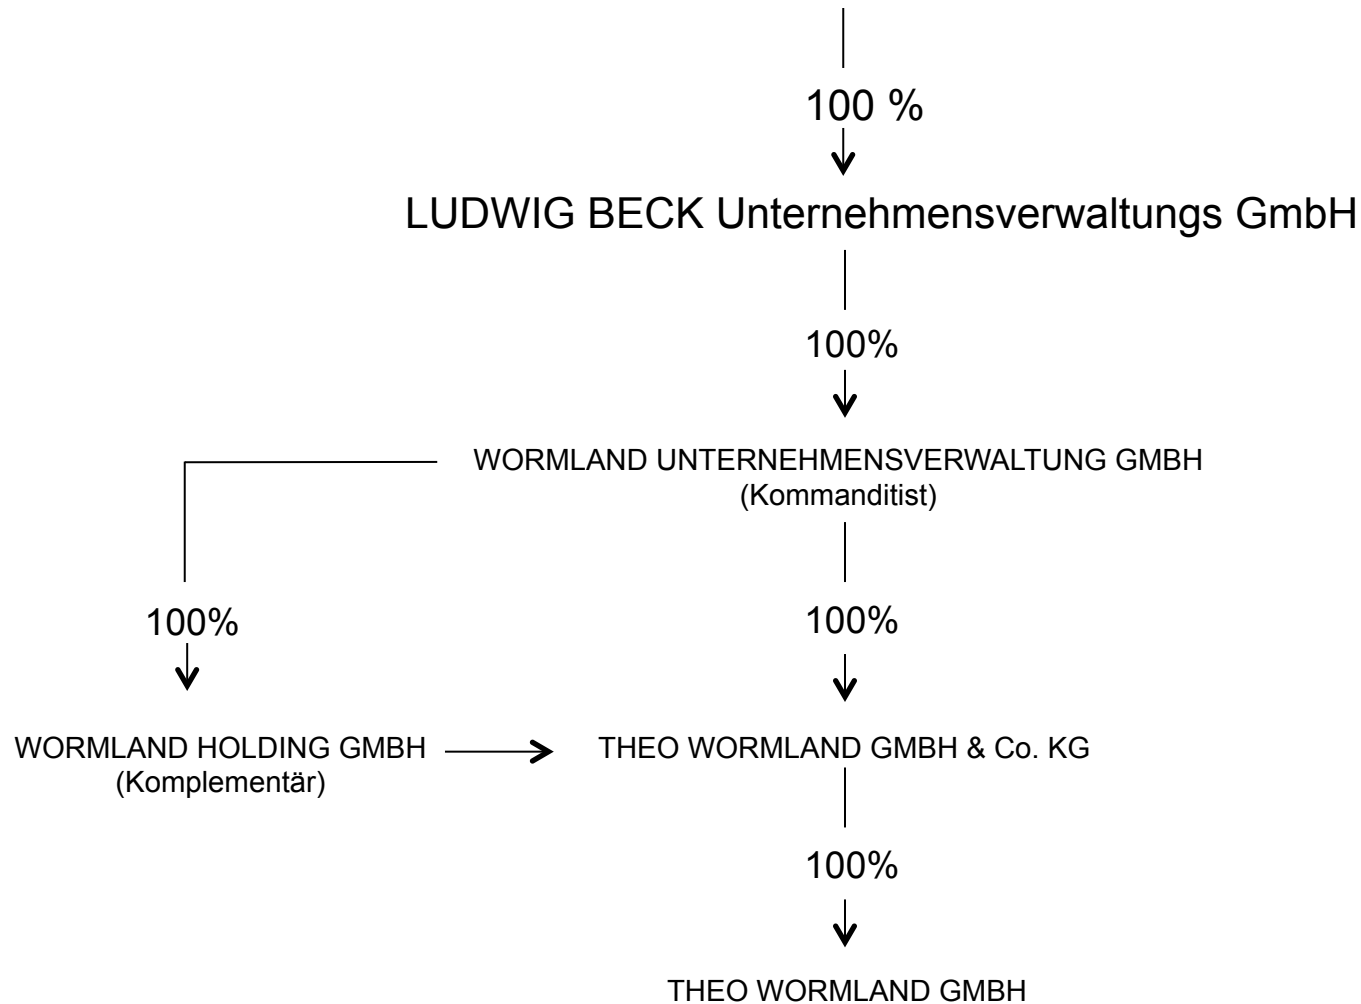 100 %
LUDWIG BECK Unternehmensverwaltungs GmbH
100%
WORMLAND UNTERNEHMENSVERWALTUNG GMBH
(Kommanditist)
100%
100%
WORMLAND HOLDING GMBH
(Komplementär)
THEO WORMLAND GMBH & Co. KG
100%
THEO WORMLAND GMBH